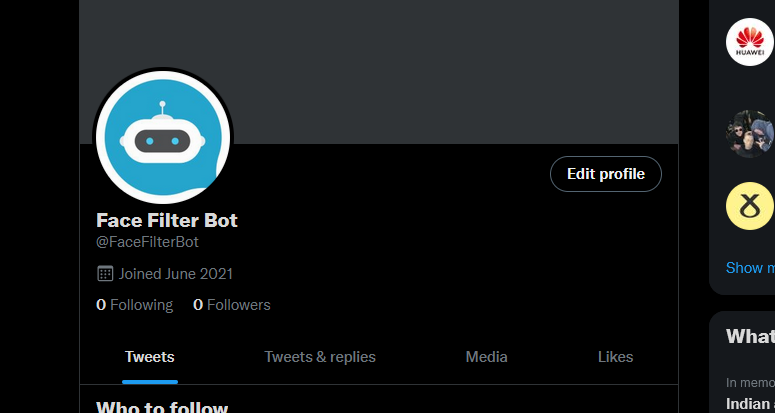 HUAWEI
Edit profile
Face Filter Bot
@FaceFilterBot
Joined June 2021
0 Following 0 Followers
Show m
Tweets Tweets & replies Media Likes
What
In memo
Indian a
Who to follow